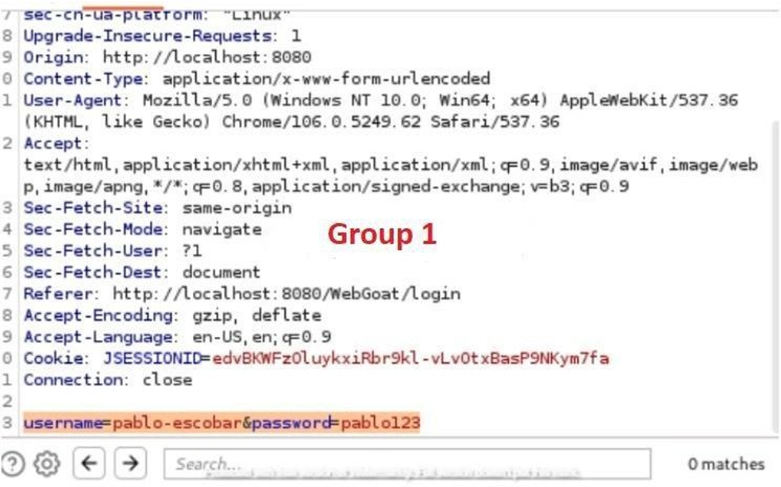 7 sec-ch-ua-platform: "Linux"
8 Upgrade-Insecure-Requests: 1
9 Origin: http://localhost:8080
0 Content-Type: application/x-www-form-urlencoded
1 User-Agent: Mozilla/5.0 (Windows NT 10.0; Win64; x64) AppleWebKit/537.36
(KHTML, like Gecko) Chrome/106.0.5249.62 Safari/537.36
2 Accept:
text/html,application/xhtml+xml,application/xml;q=0.9,image/avif,image/web
p,image/apng,*/*;q=0.8,application/signed-exchange;v=b3;q=0.9
3 Sec-Fetch-Site: same-origin
4 Sec-Fetch-Mode: navigate
Group 1
5 Sec-Fetch-User: ?1
6 Sec-Fetch-Dest: document
7 Referer: http://localhost:8080/WebGoat/login
8 Accept-Encoding: gzip, deflate
9 Accept-Language: en-US,en;q=0.9
0 Cookie: JSESSIONID=edvBKWFzOluykxiRbr9kl-vLvOtxBasP9NKym7fa
1 Connection: close
2
3 username=pablo-escobar&password=pablo123
Search...
0 matches